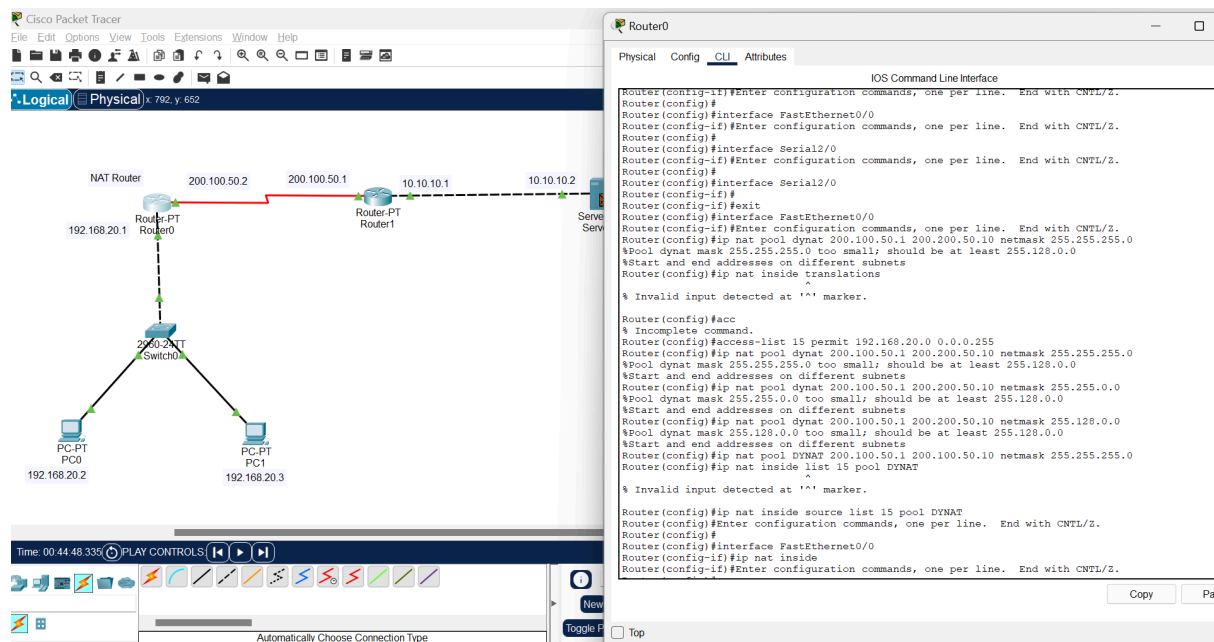 Cisco Packet Tracer
File Edit Options View Tools Extensions Window Help
Logical Physical x: 792, y: 652
NAT Router
200.100.50.2
200.100.50.1
10.10.10.1
10.10.10.2
Router-PT
Router0
192.168.20.1
Router-PT
Router1
Serve
Serv
2960-24TT
Switch0
PC-PT
PC0
192.168.20.2
PC-PT
PC1
192.168.20.3
Time: 00:44:48.335 PLAY CONTROLS:
New
Toggle P
Automatically Choose Connection Type
Router0
Physical Config CLI Attributes
IOS Command Line Interface
Router(config-if)#Enter configuration commands, one per line. End with CNTL/Z.
Router(config)#
Router(config)#interface FastEthernet0/0
Router(config-if)#Enter configuration commands, one per line. End with CNTL/Z.
Router(config)#
Router(config)#interface Serial2/0
Router(config-if)#Enter configuration commands, one per line. End with CNTL/Z.
Router(config)#
Router(config)#interface Serial2/0
Router(config-if)#
Router(config-if)#exit
Router(config)#interface FastEthernet0/0
Router(config-if)#Enter configuration commands, one per line. End with CNTL/Z.
Router(config)#ip nat pool dynat 200.100.50.1 200.200.50.10 netmask 255.255.255.0
%Pool dynat mask 255.255.255.0 too small; should be at least 255.128.0.0
%Start and end addresses on different subnets
Router(config)#ip nat inside translations
^
% Invalid input detected at '^' marker.
Router(config)#acc
% Incomplete command.
Router(config)#access-list 15 permit 192.168.20.0 0.0.0.255
Router(config)#ip nat pool dynat 200.100.50.1 200.200.50.10 netmask 255.255.255.0
%Pool dynat mask 255.255.255.0 too small; should be at least 255.128.0.0
%Start and end addresses on different subnets
Router(config)#ip nat pool dynat 200.100.50.1 200.200.50.10 netmask 255.255.0.0
%Pool dynat mask 255.255.0.0 too small; should be at least 255.128.0.0
%Start and end addresses on different subnets
Router(config)#ip nat pool dynat 200.100.50.1 200.200.50.10 netmask 255.128.0.0
%Pool dynat mask 255.128.0.0 too small; should be at least 255.128.0.0
%Start and end addresses on different subnets
Router(config)#ip nat pool DYNAT 200.100.50.1 200.100.50.10 netmask 255.255.255.0
Router(config)#ip nat inside list 15 pool DYNAT
^
% Invalid input detected at '^' marker.
Router(config)#ip nat inside source list 15 pool DYNAT
Router(config)#Enter configuration commands, one per line. End with CNTL/Z.
Router(config)#
Router(config)#interface FastEthernet0/0
Router(config-if)#ip nat inside
Router(config-if)#Enter configuration commands, one per line. End with CNTL/Z.
Copy
Pa
Top